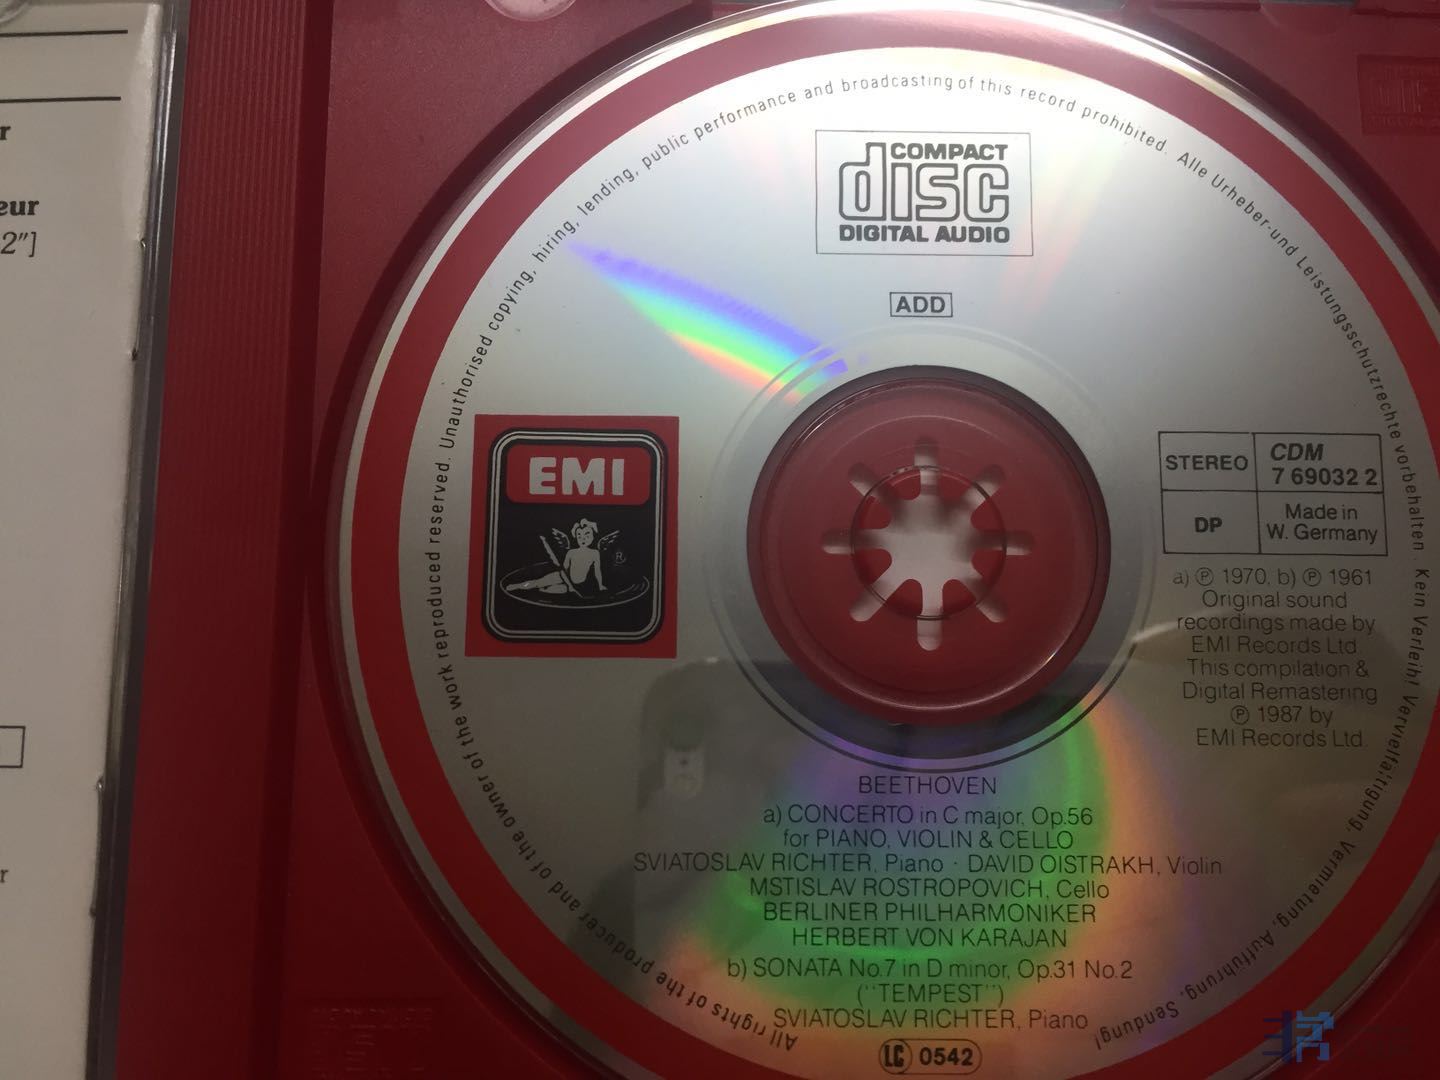 r
eur
2"]
r
Unauthorised copying, hiring, lending, public performance and broadcasting of this record prohibited. Alle Urheber-und Leistungsschutzrechte vorbehalten. Kein Verleih! Vervielfältigung, Vermietung, Aufführung, Sendung!
All rights of the producer and of the owner of the work reproduced reserved.
COMPACT
disc
DIGITAL AUDIO
ADD
EMI
R
STEREO
CDM
7 69032 2
DP
Made in
W. Germany
a) ℗ 1970, b) ℗ 1961
Original sound
recordings made by
EMI Records Ltd.
This compilation &
Digital Remastering
℗ 1987 by
EMI Records Ltd.
BEETHOVEN
a) CONCERTO in C major, Op.56
for PIANO, VIOLIN & CELLO
SVIATOSLAV RICHTER, Piano · DAVID OISTRAKH, Violin
MSTISLAV ROSTROPOVICH, Cello
BERLINER PHILHARMONIKER
HERBERT VON KARAJAN
b) SONATA No.7 in D minor, Op.31 No.2
("TEMPEST")
SVIATOSLAV RICHTER, Piano
LC 0542